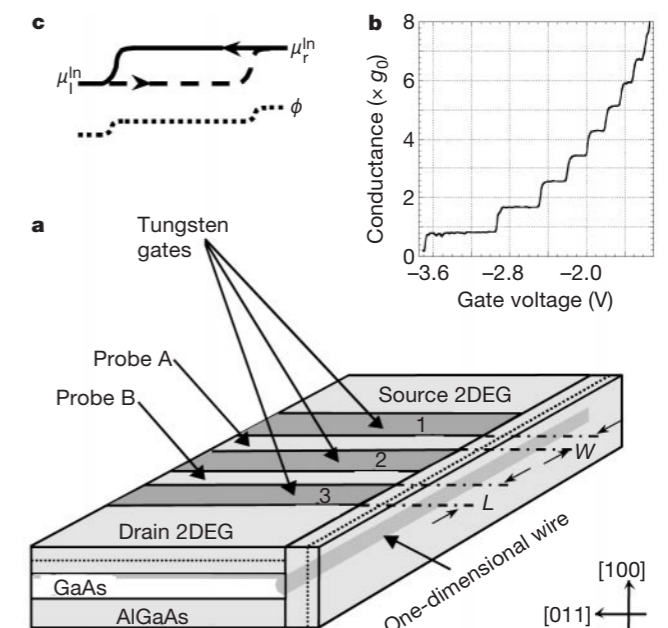 c
μ_l^In
μ_r^In
φ
b
Conductance (× g₀)
8
6
4
2
0
−3.6
−2.8
−2.0
Gate voltage (V)
a
Tungsten
gates
Probe A
Probe B
Source 2DEG
1
2
3
W
L
Drain 2DEG
GaAs
AlGaAs
One-dimensional wire
[100]
[011]